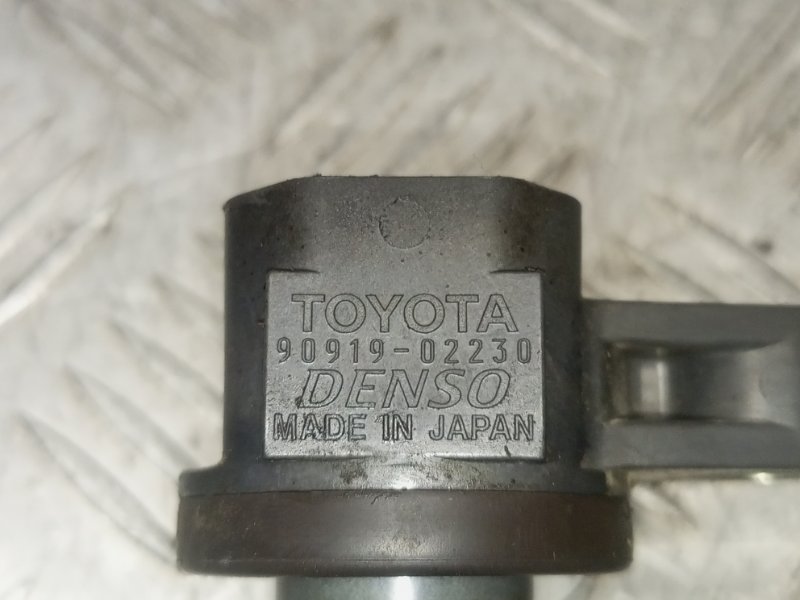 TOYOTA
90919-02230
DENSO
MADE IN JAPAN